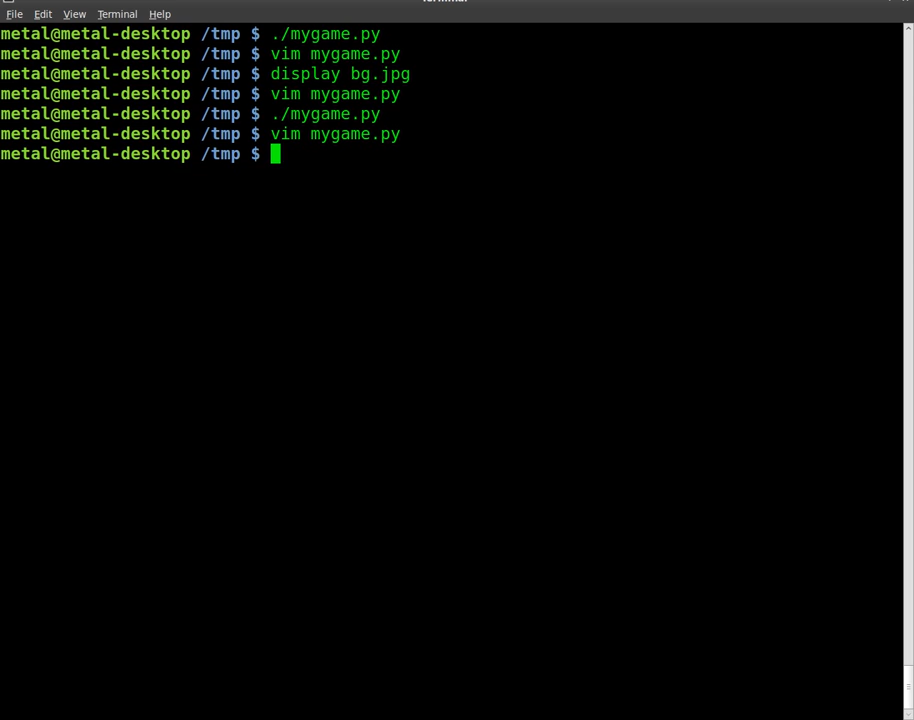 File Edit View Terminal Help
metal@metal-desktop /tmp $ ./mygame.py
metal@metal-desktop /tmp $ vim mygame.py
metal@metal-desktop /tmp $ display bg.jpg
metal@metal-desktop /tmp $ vim mygame.py
metal@metal-desktop /tmp $ ./mygame.py
metal@metal-desktop /tmp $ vim mygame.py
metal@metal-desktop /tmp $